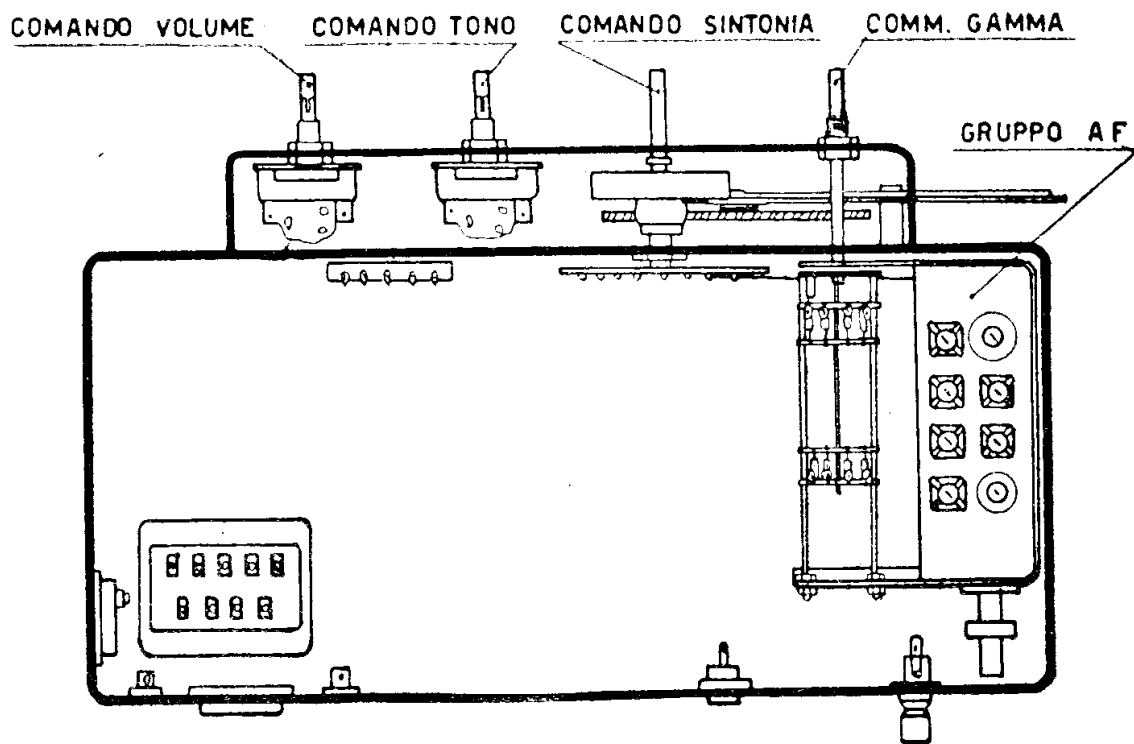 COMANDO VOLUME
COMANDO TONO
COMANDO SINTONIA
COMM. GAMMA
GRUPPO AF